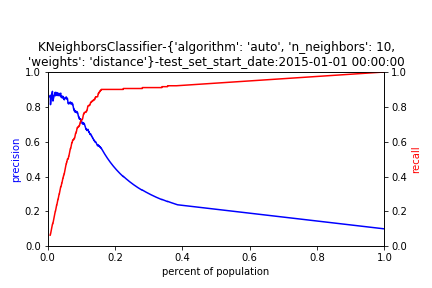 KNeighborsClassifier-{'algorithm': 'auto', 'n_neighbors': 10,
'weights': 'distance'}-test_set_start_date:2015-01-01 00:00:00
1.0
0.8
0.6
0.4
0.2
0.0
precision
1.0
0.8
0.6
0.4
0.2
0.0
recall
0.0 0.2 0.4 0.6 0.8 1.0
percent of population